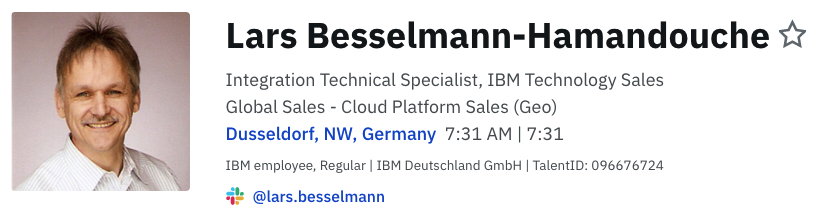 Lars Besselmann-Hamandouche
Integration Technical Specialist, IBM Technology Sales
Global Sales - Cloud Platform Sales (Geo)
Dusseldorf, NW, Germany 7:31 AM | 7:31
IBM employee, Regular | IBM Deutschland GmbH | TalentID: 096676724
@lars.besselmann